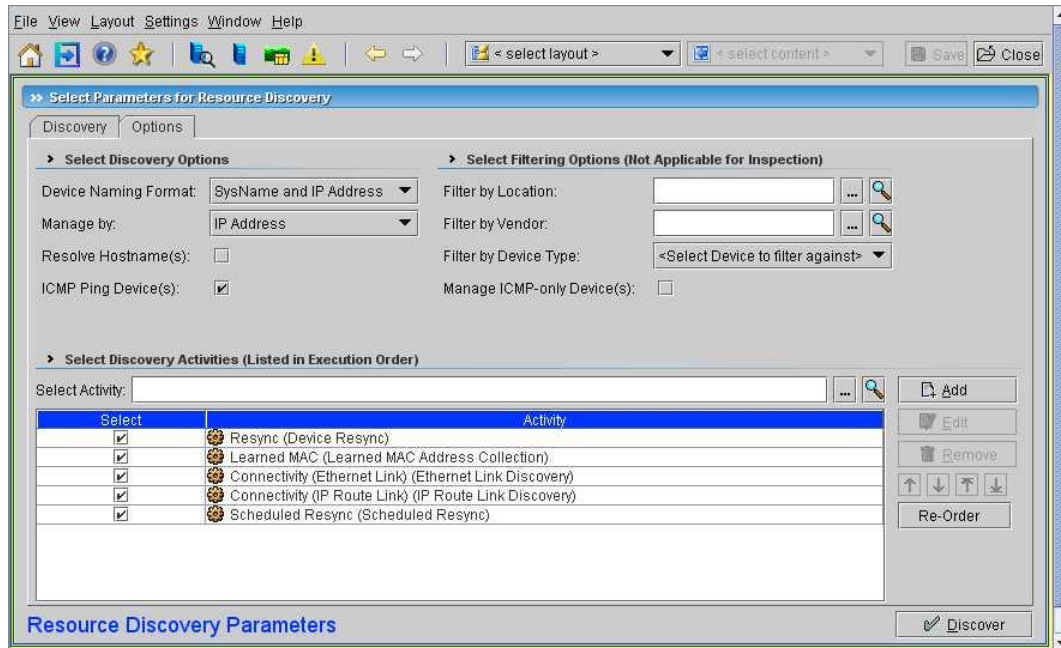 File View Layout Settings Window Help
< select layout > < select content > Save Close
>> Select Parameters for Resource Discovery
Discovery Options
Select Discovery Options
Device Naming Format: SysName and IP Address
Manage by: IP Address
Resolve Hostname(s):
ICMP Ping Device(s):
Select Filtering Options (Not Applicable for Inspection)
Filter by Location: ...
Filter by Vendor: ...
Filter by Device Type: <Select Device to filter against>
Manage ICMP-only Device(s):
Select Discovery Activities (Listed in Execution Order)
Select Activity: ... Add
Select Activity
Resync (Device Resync)
Learned MAC (Learned MAC Address Collection)
Connectivity (Ethernet Link) (Ethernet Link Discovery)
Connectivity (IP Route Link) (IP Route Link Discovery)
Scheduled Resync (Scheduled Resync)
Edit
Remove
Re-Order
Resource Discovery Parameters
Discover